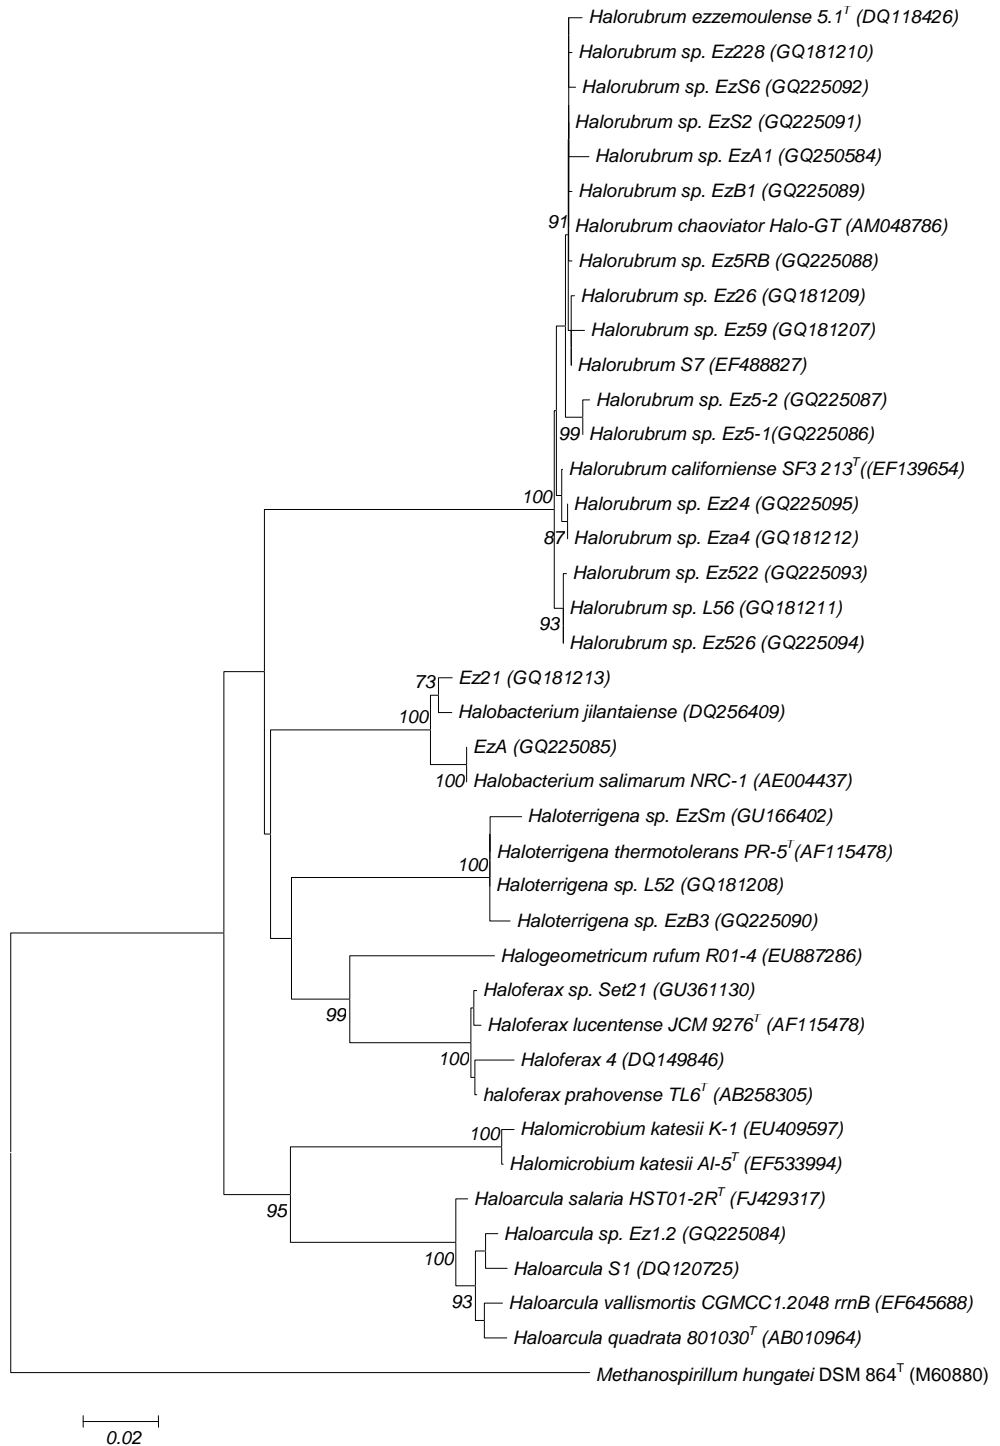 Halorubrum ezzemoulense 5.1T (DQ118426)
Halorubrum sp. Ez228 (GQ181210)
Halorubrum sp. EzS6 (GQ225092)
Halorubrum sp. EzS2 (GQ225091)
Halorubrum sp. EzA1 (GQ250584)
Halorubrum sp. EzB1 (GQ225089)
91
Halorubrum chaoviator Halo-GT (AM048786)
Halorubrum sp. Ez5RB (GQ225088)
Halorubrum sp. Ez26 (GQ181209)
Halorubrum sp. Ez59 (GQ181207)
Halorubrum S7 (EF488827)
Halorubrum sp. Ez5-2 (GQ225087)
99
Halorubrum sp. Ez5-1(GQ225086)
Halorubrum californiense SF3 213T((EF139654)
100
Halorubrum sp. Ez24 (GQ225095)
87
Halorubrum sp. Eza4 (GQ181212)
Halorubrum sp. Ez522 (GQ225093)
Halorubrum sp. L56 (GQ181211)
93
Halorubrum sp. Ez526 (GQ225094)
73
Ez21 (GQ181213)
100
Halobacterium jilantaiense (DQ256409)
EzA (GQ225085)
100
Halobacterium salimarum NRC-1 (AE004437)
Haloterrigena sp. EzSm (GU166402)
Haloterrigena thermotolerans PR-5T(AF115478)
100
Haloterrigena sp. L52 (GQ181208)
Haloterrigena sp. EzB3 (GQ225090)
Halogeometricum rufum R01-4 (EU887286)
Haloferax sp. Set21 (GU361130)
99
Haloferax lucentense JCM 9276T (AF115478)
100
Haloferax 4 (DQ149846)
haloferax prahovense TL6T (AB258305)
100
Halomicrobium katesii K-1 (EU409597)
Halomicrobium katesii Al-5T (EF533994)
Haloarcula salaria HST01-2RT (FJ429317)
95
Haloarcula sp. Ez1.2 (GQ225084)
100
Haloarcula S1 (DQ120725)
93
Haloarcula vallismortis CGMCC1.2048 rrnB (EF645688)
Haloarcula quadrata 801030T (AB010964)
Methanospirillum hungatei DSM 864T (M60880)
0.02